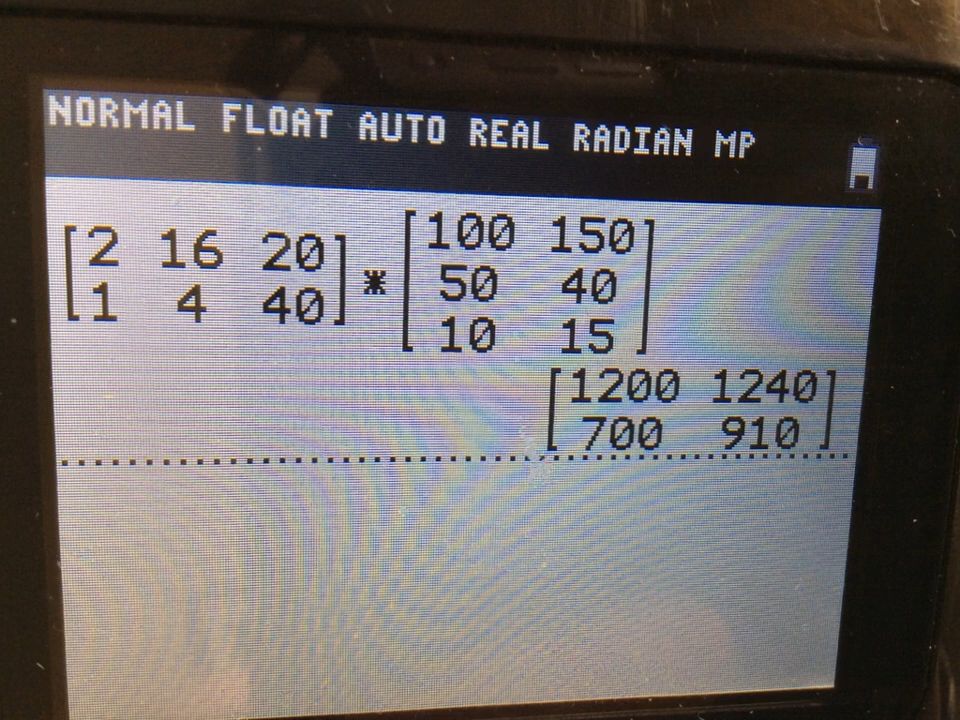 NORMAL FLOAT AUTO REAL RADIAN MP
[2 16 20] * [100 150]
[1 4 40] [50 40]
[10 15]
[1200 1240]
[700 910]